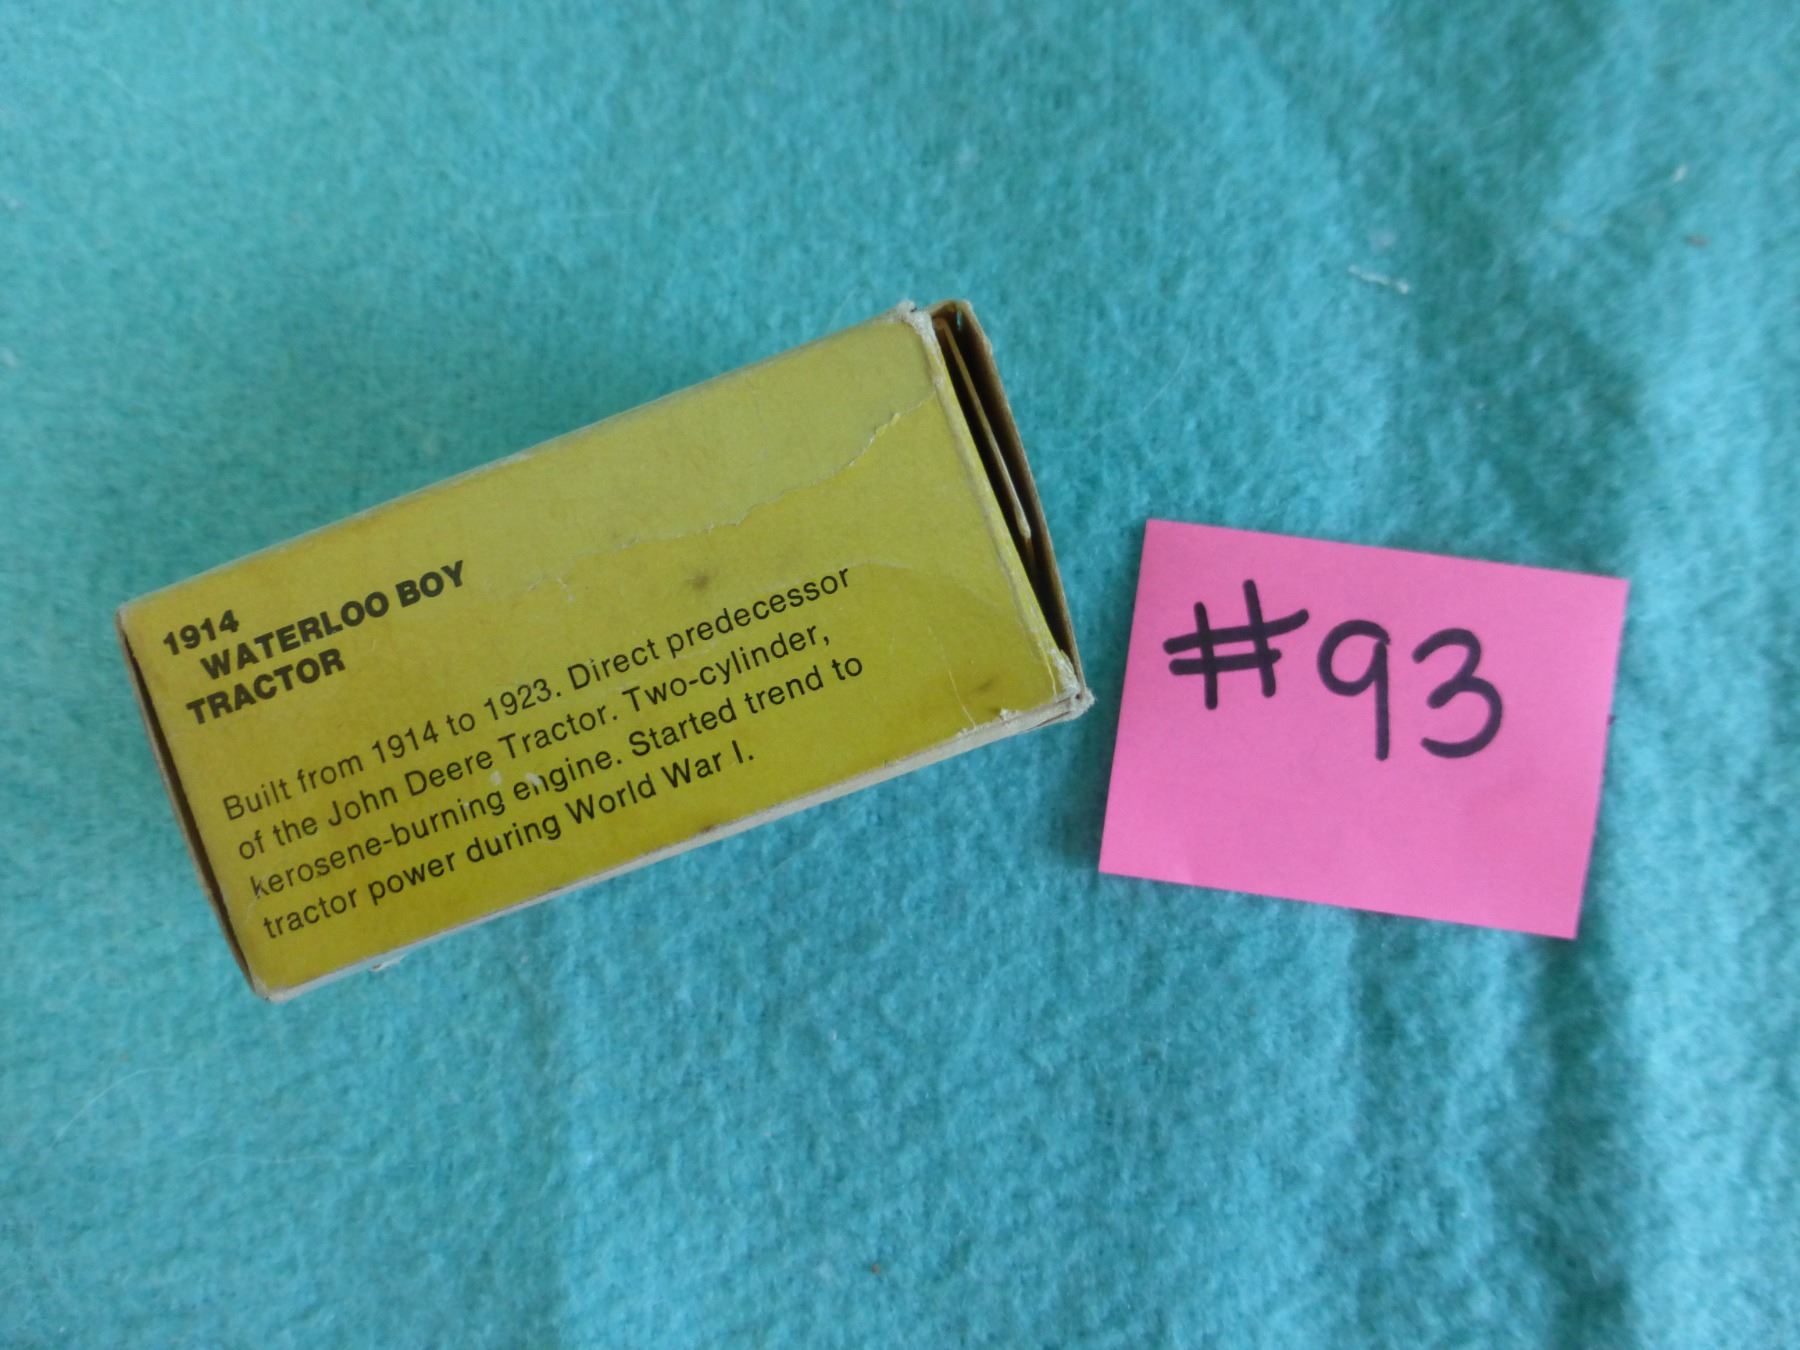 1914
WATERLOO BOY
TRACTOR
Built from 1914 to 1923. Direct predecessor
of the John Deere Tractor. Two-cylinder,
kerosene-burning engine. Started trend to
tractor power during World War I.
#93